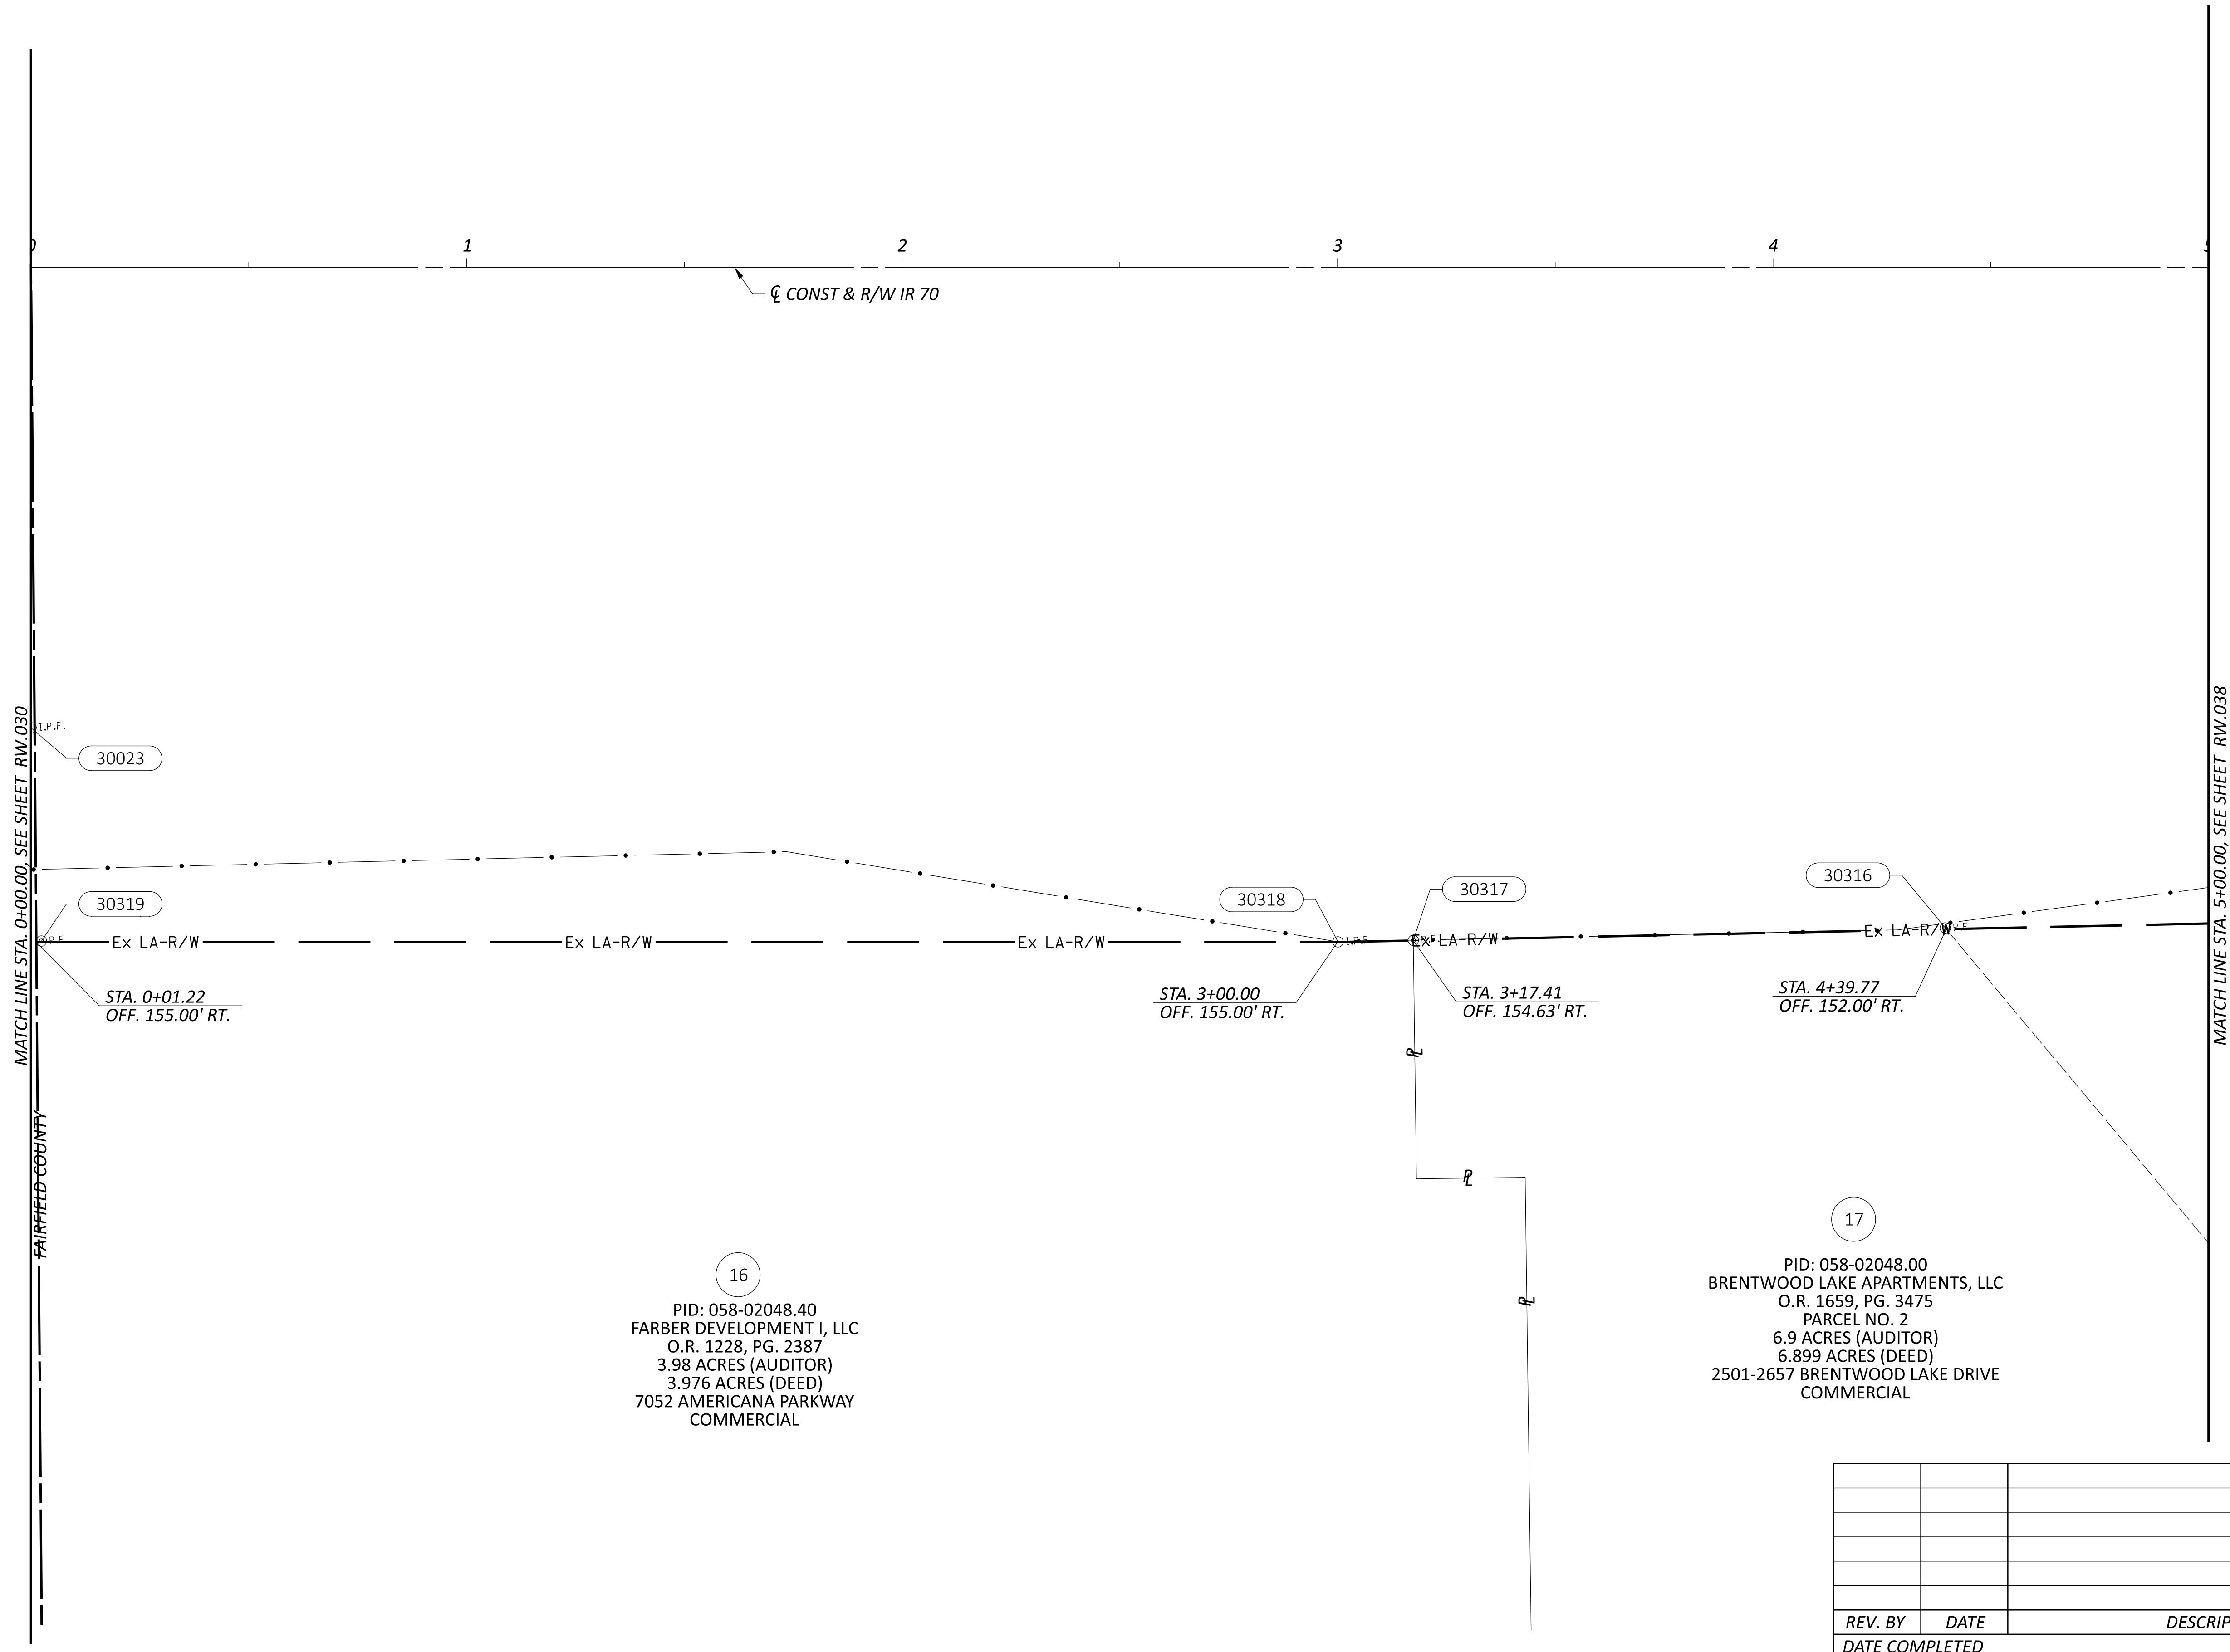 0
1
2
3
4
5
℄ CONST & R/W IR 70
MATCH LINE STA. 0+00.00, SEE SHEET RW.030
MATCH LINE STA. 5+00.00, SEE SHEET RW.038
I.P.F.
30023
30319
30318
30317
30316
Ex LA-R/W
Ex LA-R/W
Ex LA-R/W
I.P.F.
Ex LA-R/W
Ex LA-R/W
STA. 0+01.22
OFF. 155.00' RT.
STA. 3+00.00
OFF. 155.00' RT.
STA. 3+17.41
OFF. 154.63' RT.
STA. 4+39.77
OFF. 152.00' RT.
FAIRFIELD COUNTY
PL
PL
PL
16
PID: 058-02048.40
FARBER DEVELOPMENT I, LLC
O.R. 1228, PG. 2387
3.98 ACRES (AUDITOR)
3.976 ACRES (DEED)
7052 AMERICANA PARKWAY
COMMERCIAL
17
PID: 058-02048.00
BRENTWOOD LAKE APARTMENTS, LLC
O.R. 1659, PG. 3475
PARCEL NO. 2
6.9 ACRES (AUDITOR)
6.899 ACRES (DEED)
2501-2657 BRENTWOOD LAKE DRIVE
COMMERCIAL
REV. BY DATE DESCRIP
DATE COMPLETED